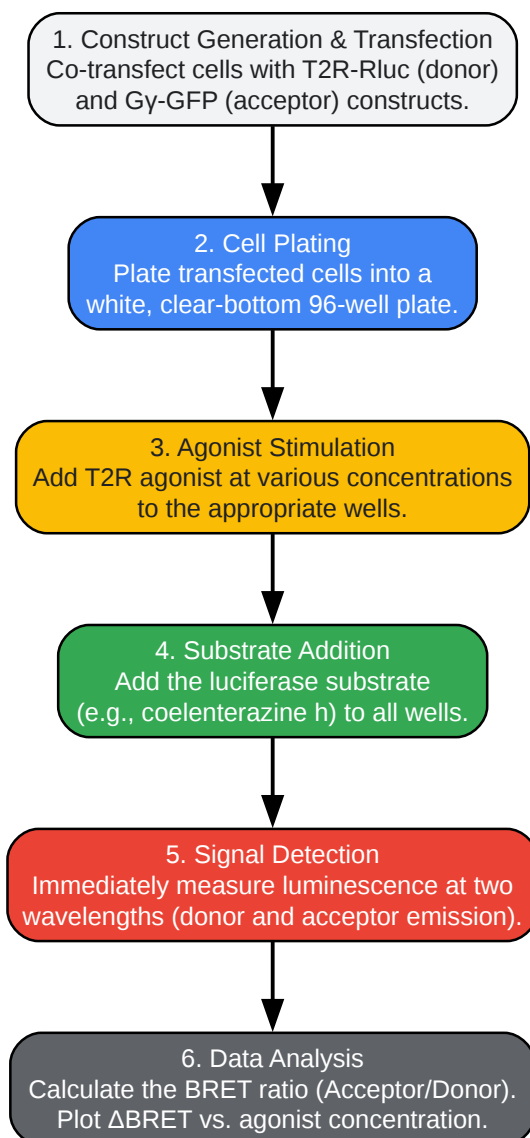 1. Construct Generation & Transfection
Co-transfect cells with T2R-Rluc (donor)
and Gγ-GFP (acceptor) constructs.
2. Cell Plating
Plate transfected cells into a
white, clear-bottom 96-well plate.
3. Agonist Stimulation
Add T2R agonist at various concentrations
to the appropriate wells.
4. Substrate Addition
Add the luciferase substrate
(e.g., coelenterazine h) to all wells.
5. Signal Detection
Immediately measure luminescence at two
wavelengths (donor and acceptor emission).
6. Data Analysis
Calculate the BRET ratio (Acceptor/Donor).
Plot ΔBRET vs. agonist concentration.